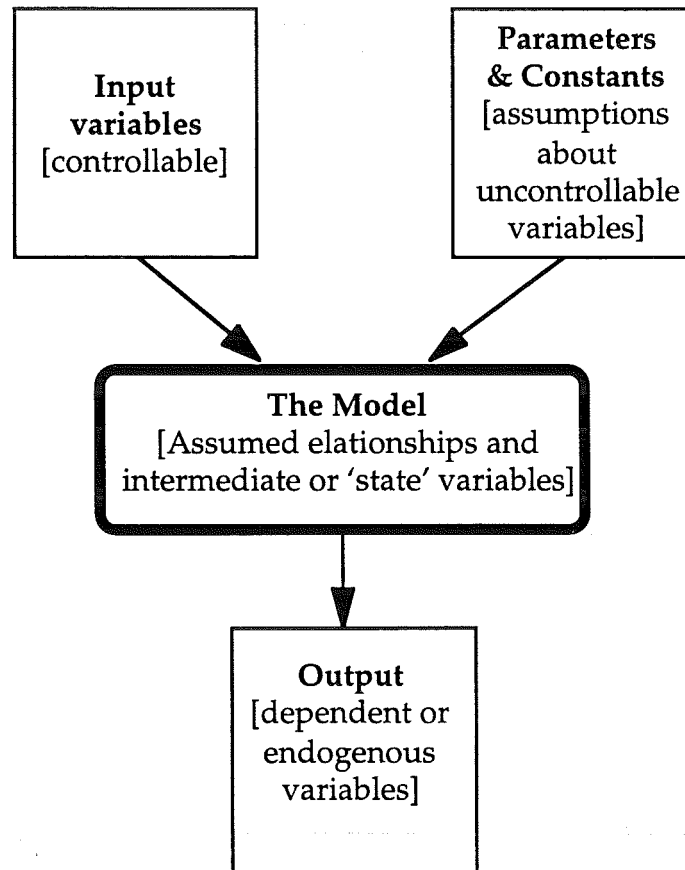 Input
variables
[controllable]
Parameters
& Constants
[assumptions
about
uncontrollable
variables]
The Model
[Assumed elationships and
intermediate or ‘state’ variables]
Output
[dependent or
endogenous
variables]